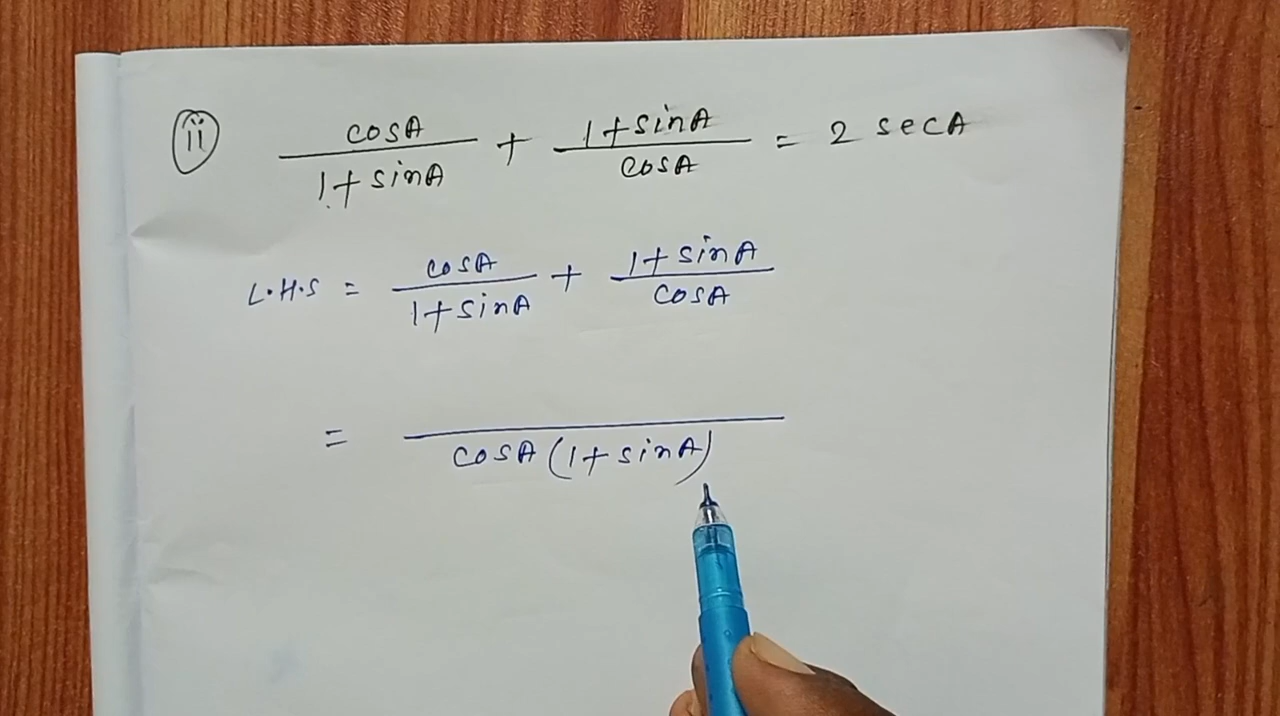 ii cosA/1+sinA + 1+sinA/cosA = 2 secA
L.H.S = cosA/1+sinA + 1+sinA/cosA
= /cosA(1+sinA)